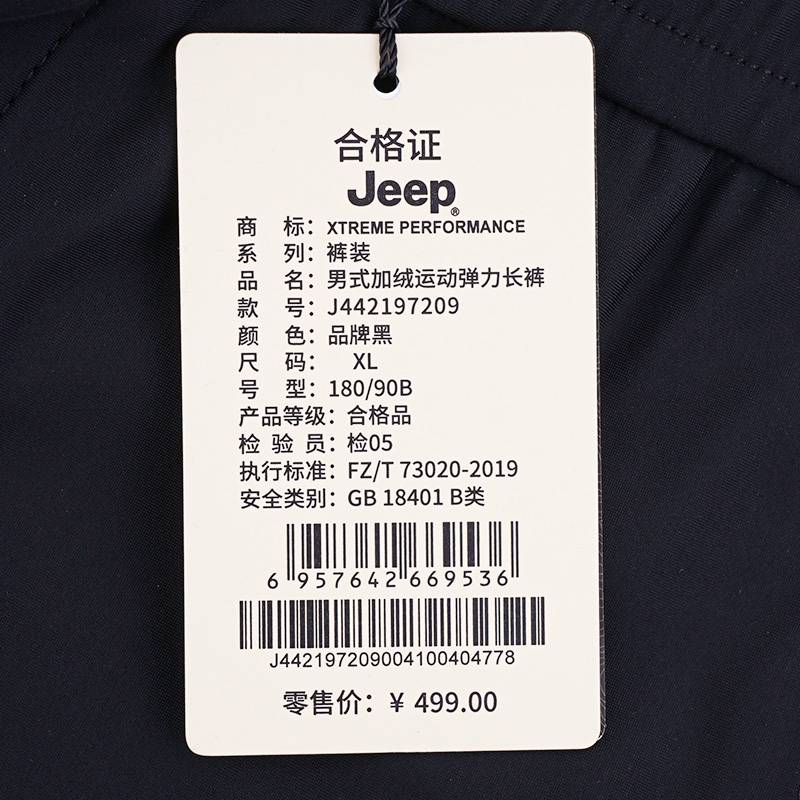 合格证
Jeep®
商 标：XTREME PERFORMANCE
系 列：裤装
品 名：男式加绒运动弹力长裤
款 号：J442197209
颜 色：品牌黑
尺 码： XL
号 型：180/90B
产品等级：合格品
检 验 员：检05
执行标准：FZ/T 73020-2019
安全类别：GB 18401 B类
6 957642 669536
J442197209004100404778
零售价：¥ 499.00